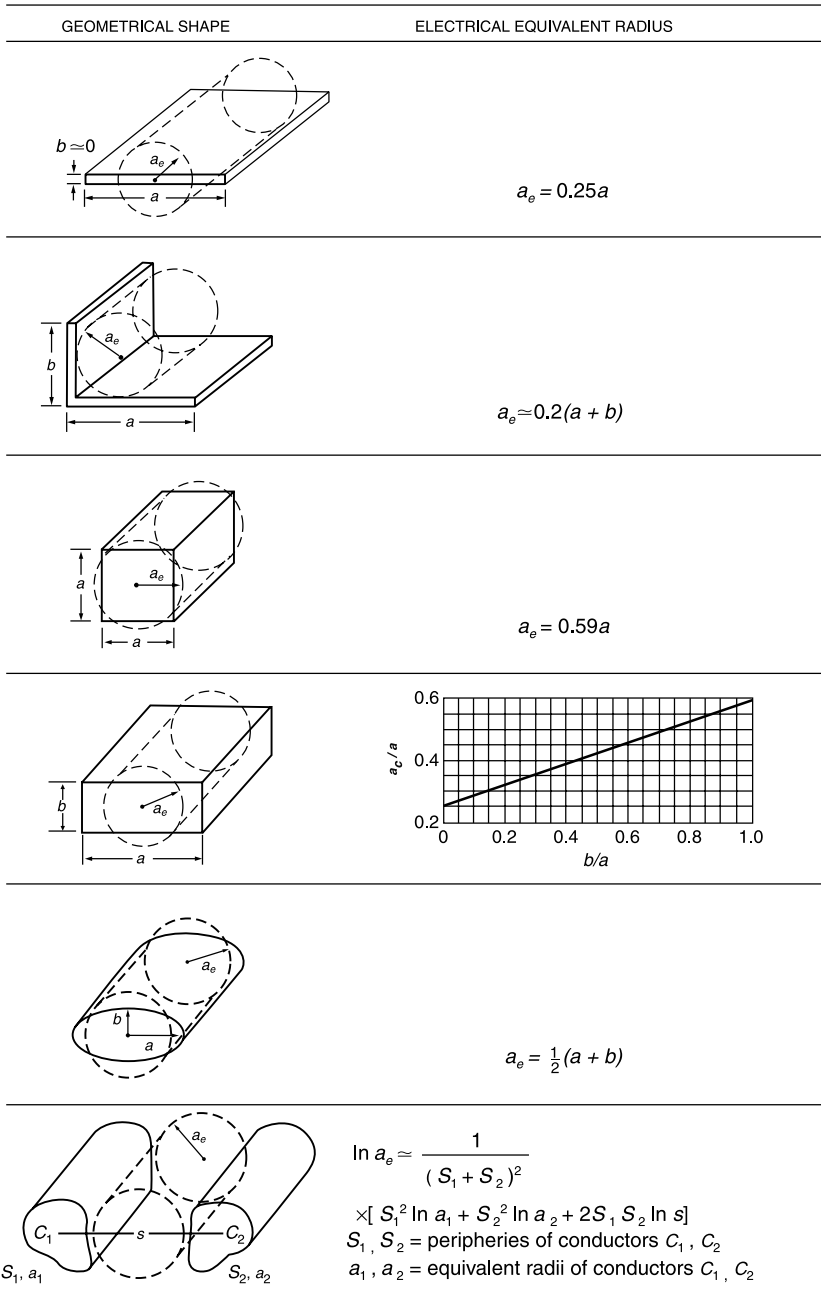 GEOMETRICAL SHAPE ELECTRICAL EQUIVALENT RADIUS
b≃0
a_e
a
a_e = 0.25a
b
a_e
a
a_e≃0.2(a + b)
a
a_e
a
a_e = 0.59a
b
a_e
a
a_c/a
0.6
0.4
0.2
0 0.2 0.4 0.6 0.8 1.0
b/a
a_e
b
a
a_e = 1/2(a + b)
a_e
C_1 s C_2
S_1, a_1 S_2, a_2
ln a_e ≃ 1/(S_1 + S_2)^2
×[S_1^2 ln a_1 + S_2^2 ln a_2 + 2S_1 S_2 ln s]
S_1, S_2 = peripheries of conductors C_1, C_2
a_1, a_2 = equivalent radii of conductors C_1, C_2